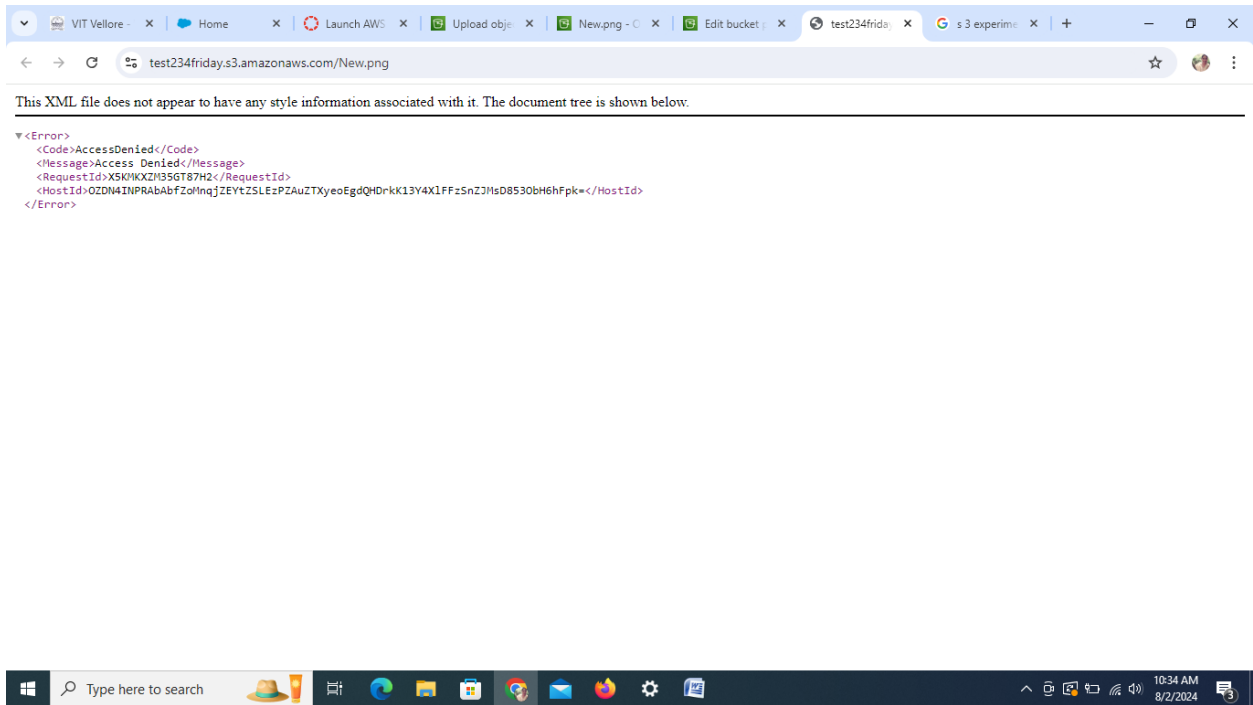 VIT Vellore -
Home
Launch AWS
Upload obje
New.png - O
Edit bucket p
test234friday
s 3 experime
test234friday.s3.amazonaws.com/New.png
This XML file does not appear to have any style information associated with it. The document tree is shown below.
▼<Error>
<Code>AccessDenied</Code>
<Message>Access Denied</Message>
<RequestId>X5KMKXZM35GT87H2</RequestId>
<HostId>OZDN4INPRAbAbfZoMnqjZEYtZSLEzPZAuZTXyeoEgdQHDrkK13Y4XlFFzSnZJMsD853ObH6hFpk=</HostId>
</Error>
Type here to search
10:34 AM
8/2/2024
3